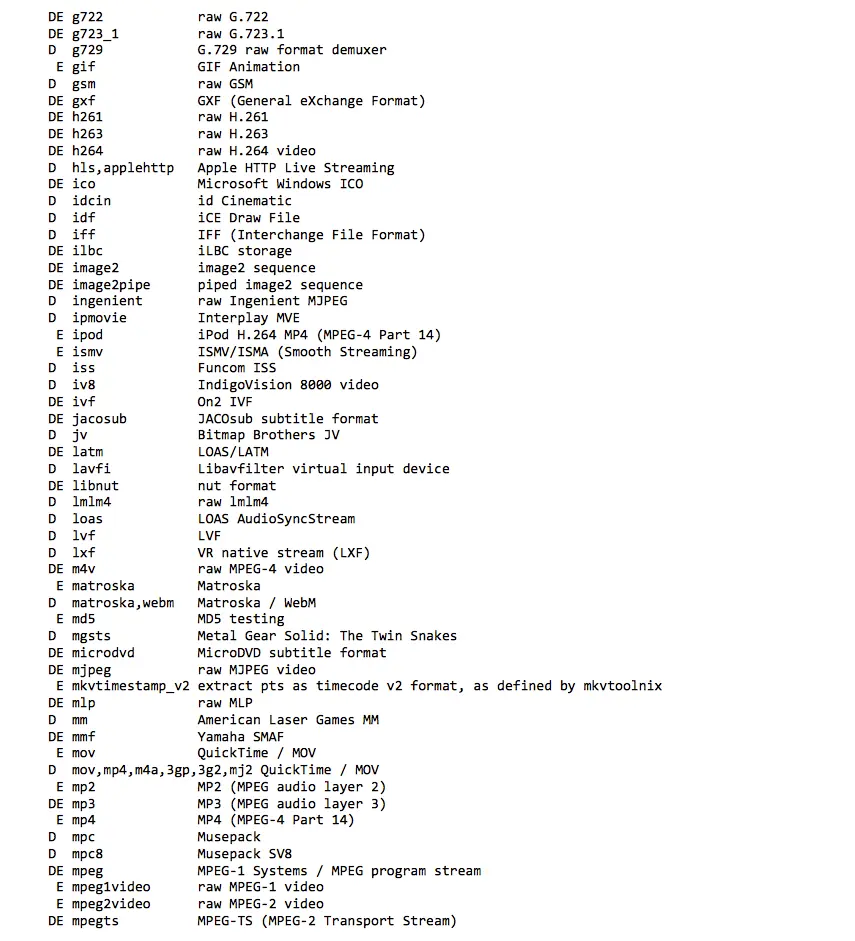 DE g722            raw G.722
DE g723_1          raw G.723.1
D  g729            G.729 raw format demuxer
 E gif             GIF Animation
D  gsm             raw GSM
DE gxf             GXF (General eXchange Format)
DE h261            raw H.261
DE h263            raw H.263
DE h264            raw H.264 video
D  hls,applehttp   Apple HTTP Live Streaming
DE ico             Microsoft Windows ICO
D  idcin           id Cinematic
D  idf             iCE Draw File
D  iff             IFF (Interchange File Format)
DE ilbc            iLBC storage
DE image2          image2 sequence
DE image2pipe      piped image2 sequence
D  ingenient       raw Ingenient MJPEG
D  ipmovie         Interplay MVE
 E ipod            iPod H.264 MP4 (MPEG-4 Part 14)
 E ismv            ISMV/ISMA (Smooth Streaming)
D  iss             Funcom ISS
D  iv8             IndigoVision 8000 video
DE ivf             On2 IVF
DE jacosub         JACOsub subtitle format
D  jv              Bitmap Brothers JV
DE latm            LOAS/LATM
D  lavfi           Libavfilter virtual input device
DE libnut          nut format
D  lmlm4           raw lmlm4
D  loas            LOAS AudioSyncStream
D  lvf             LVF
D  lxf             VR native stream (LXF)
DE m4v             raw MPEG-4 video
 E matroska        Matroska
D  matroska,webm   Matroska / WebM
 E md5             MD5 testing
D  mgsts           Metal Gear Solid: The Twin Snakes
DE microdvd        MicroDVD subtitle format
DE mjpeg           raw MJPEG video
 E mkvtimestamp_v2 extract pts as timecode v2 format, as defined by mkvtoolnix
DE mlp             raw MLP
D  mm              American Laser Games MM
DE mmf             Yamaha SMAF
 E mov             QuickTime / MOV
D  mov,mp4,m4a,3gp,3g2,mj2 QuickTime / MOV
 E mp2             MP2 (MPEG audio layer 2)
DE mp3             MP3 (MPEG audio layer 3)
 E mp4             MP4 (MPEG-4 Part 14)
D  mpc             Musepack
D  mpc8            Musepack SV8
DE mpeg            MPEG-1 Systems / MPEG program stream
 E mpeg1video      raw MPEG-1 video
 E mpeg2video      raw MPEG-2 video
DE mpegts          MPEG-TS (MPEG-2 Transport Stream)